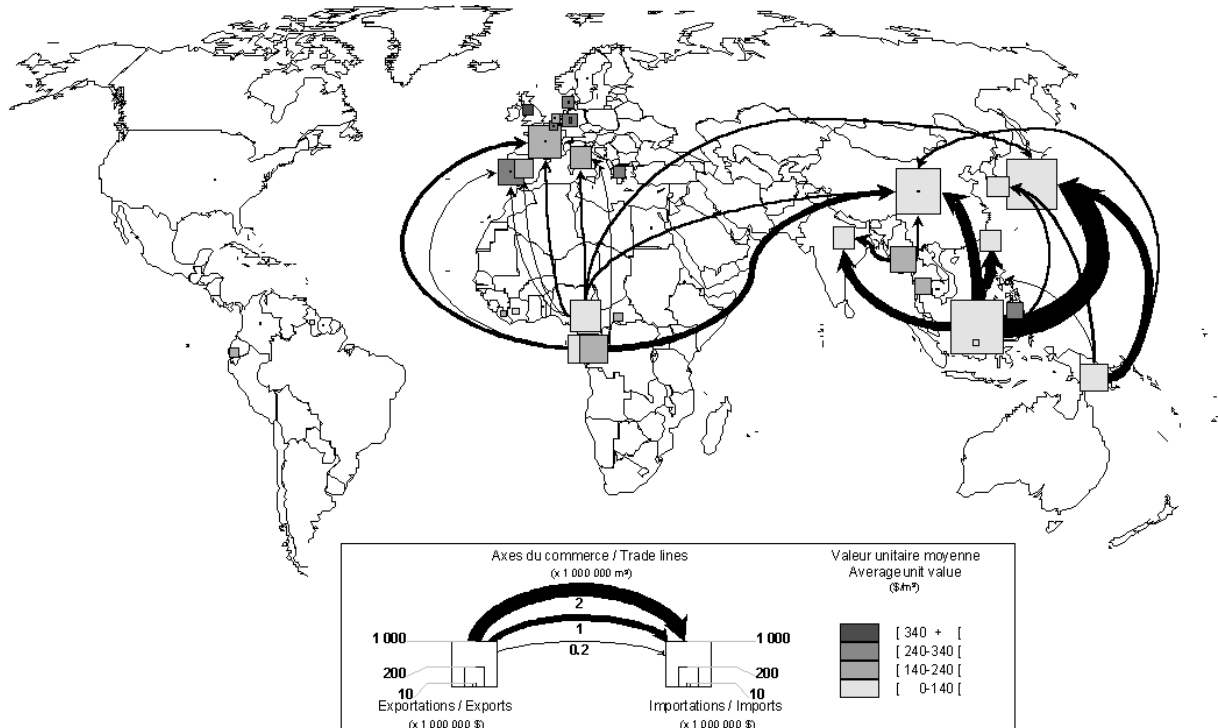 Axes du commerce / Trade lines
(x 1 000 000 m³)
2
1
0.2
1 000
200
10
Exportations / Exports
(x 1 000 000 $)
1 000
200
10
Importations / Imports
(x 1 000 000 $)
Valeur unitaire moyenne
Average unit value
($/m³)
[ 340 + [
[ 240-340 [
[ 140-240 [
[ 0-140 [